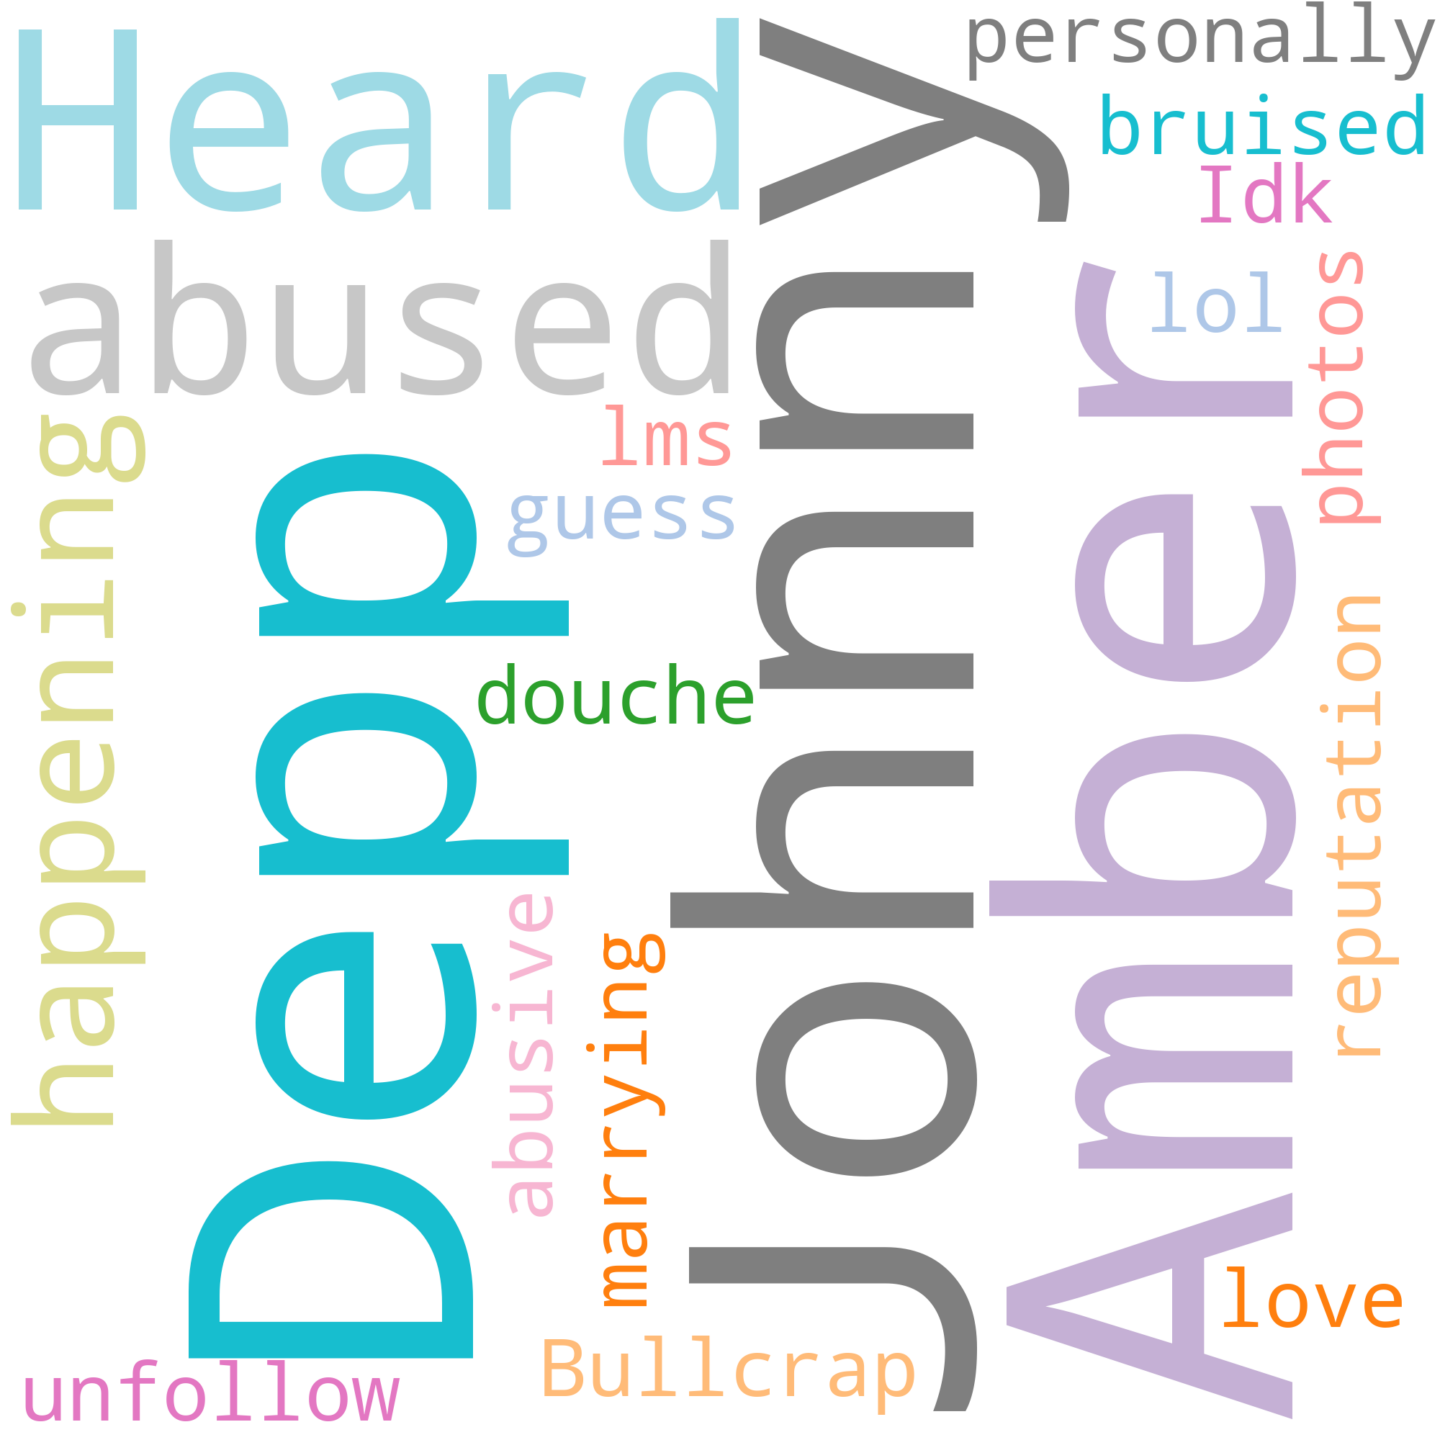 Heard
personally
bruised
Idk
abused
lol
photos
Johnny
Amber
lms
guess
happening
Depp
douche
reputation
abusive
marrying
love
Bullcrap
unfollow